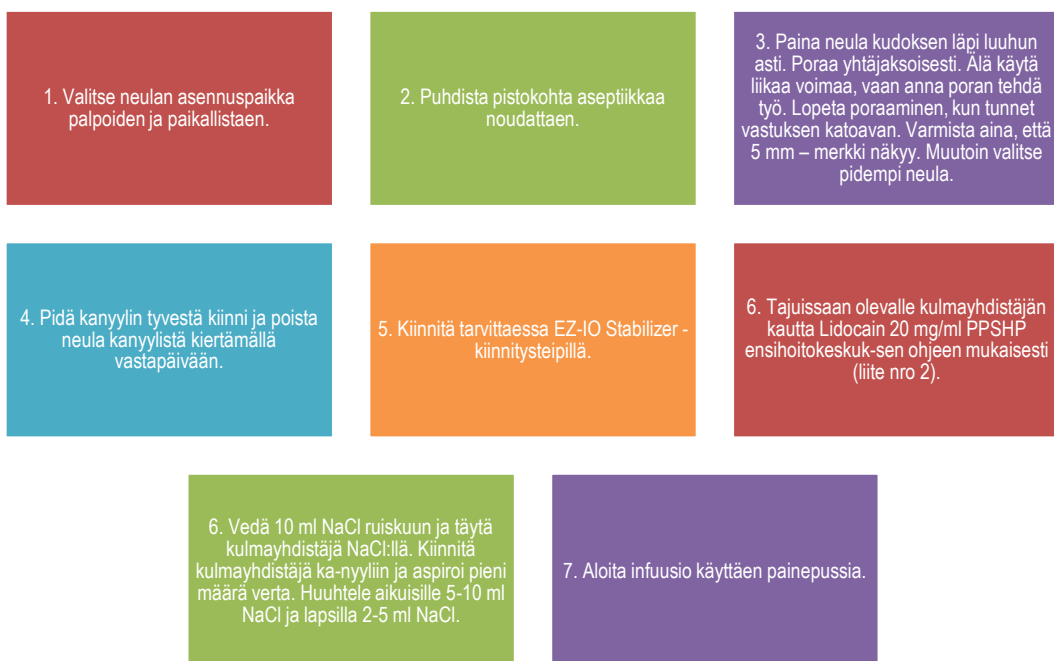 1. Valitse neulan asennuspaikka
palpoiden ja paikallistaen.
2. Puhdista pistokohta aseptiikkaa
noudattaen.
3. Paina neula kudoksen läpi luuhun
asti. Poraa yhtäjaksoisesti. Älä käytä
liikaa voimaa, vaan anna poran tehdä
työ. Lopeta poraaminen, kun tunnet
vastuksen katoavan. Varmista aina, että
5 mm – merkki näkyy. Muutoin valitse
pidempi neula.
4. Pidä kanyylin tyvestä kiinni ja poista
neula kanyylistä kiertämällä
vastapäivään.
5. Kiinnitä tarvittaessa EZ-IO Stabilizer -
kiinnitysteipillä.
6. Tajuissaan olevalle kulmayhdistäjän
kautta Lidocain 20 mg/ml PPSHP
ensihoitokeskuk-sen ohjeen mukaisesti
(liite nro 2).
6. Vedä 10 ml NaCl ruiskuun ja täytä
kulmayhdistäjä NaCl:llä. Kiinnitä
kulmayhdistäjä ka-nyyliin ja aspiroi pieni
määrä verta. Huuhtele aikuisille 5-10 ml
NaCl ja lapsilla 2-5 ml NaCl.
7. Aloita infuusio käyttäen painepussia.